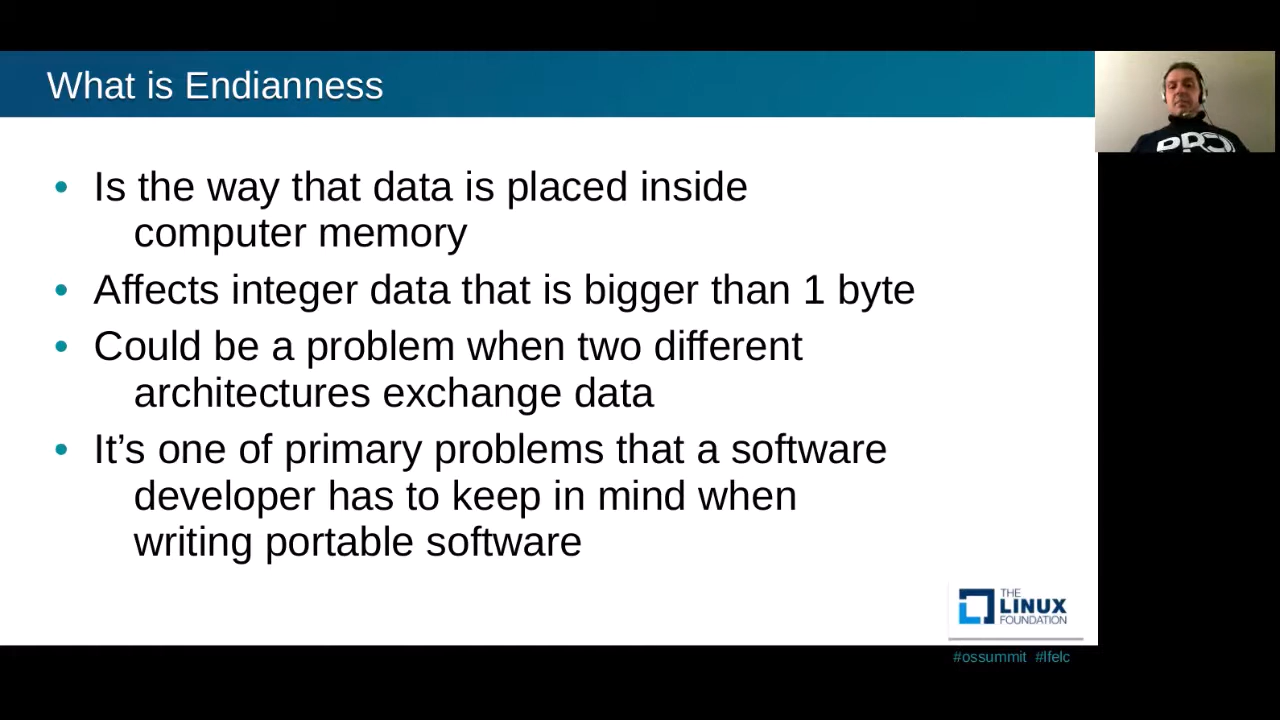 What is Endianness
• Is the way that data is placed inside
computer memory
• Affects integer data that is bigger than 1 byte
• Could be a problem when two different
architectures exchange data
• It’s one of primary problems that a software
developer has to keep in mind when
writing portable software
THE
LINUX
FOUNDATION
#ossummit #lfelc